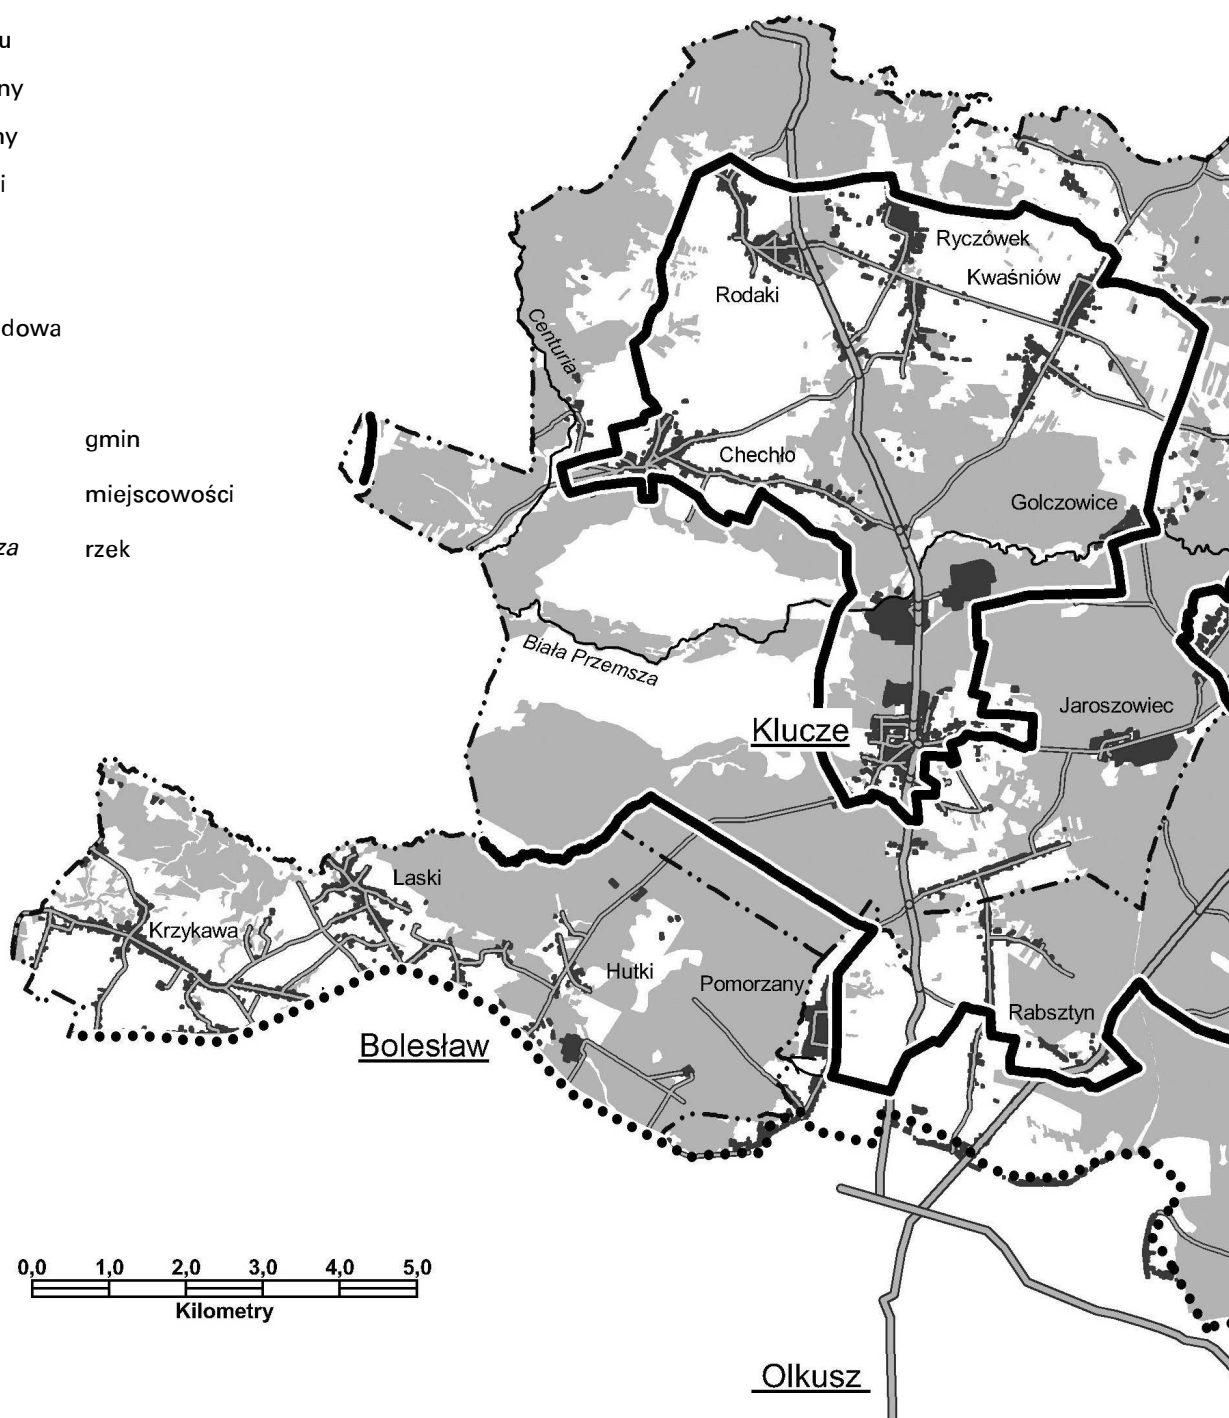 u
ny
ny
i
dowa
gmin
miejscowości
za
rzek
Ryczówek
Kwaśniów
Rodaki
Centuria
Chechło
Golczowice
Biała Przemsza
Jaroszowiec
Klucze
Laski
Krzykawa
Hutki
Pomorzany
Rabsztyn
Bolesław
0,0 1,0 2,0 3,0 4,0 5,0
Kilometry
Olkusz